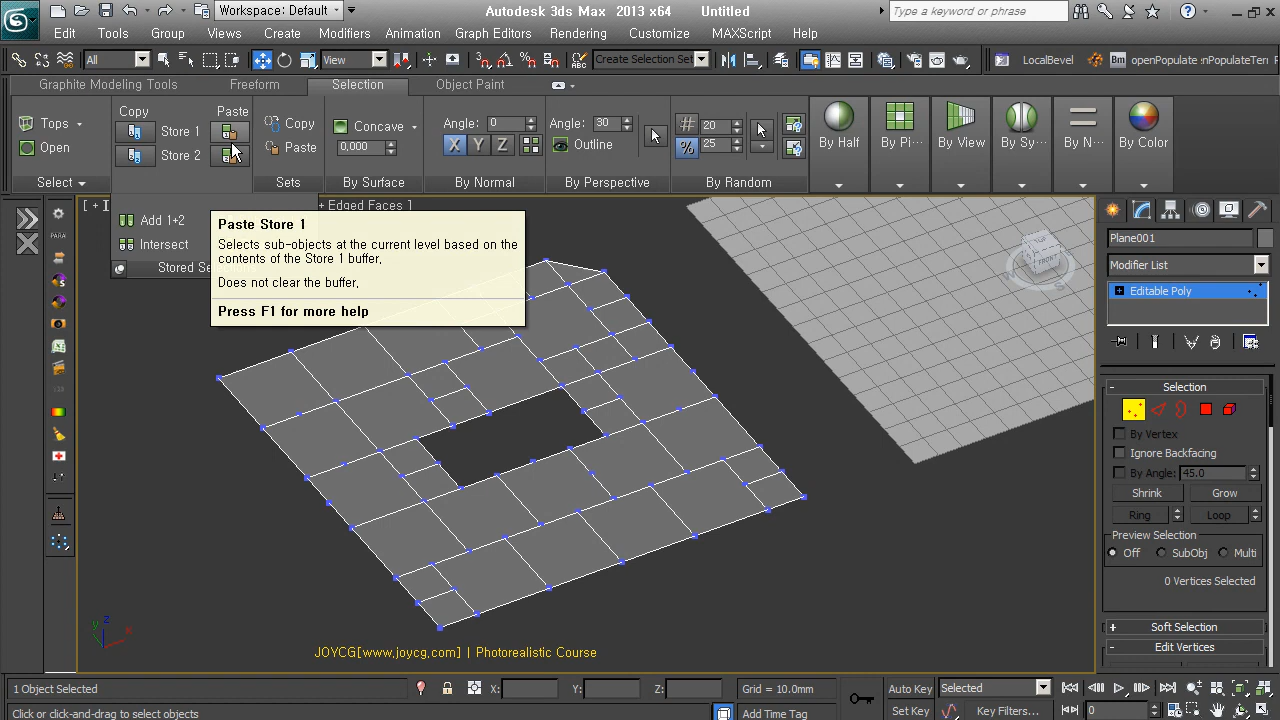 Workspace: Default
Autodesk 3ds Max 2013 x64 Untitled
Type a keyword or phrase
Edit Tools Group Views Create Modifiers Animation Graph Editors Rendering Customize MAXScript Help
All View Create Selection Set LocalBevel Bm openPopulate
Graphite Modeling Tools Freeform Selection Object Paint
Copy Paste
Tops Store 1 Copy Concave Angle: 0 Angle: 30 20
Open Store 2 Paste 0,000 X Y Z Outline % 25
By Half By View By Color
Select Sets By Surface By Normal By Perspective By Random
Add 1+2
Intersect
Edged Faces ]
Paste Store 1
Selects sub-objects at the current level based on the
contents of the Store 1 buffer,
Does not clear the buffer,
Press F1 for more help
TOP
FRONT
Plane001
Modifier List
Editable Poly
Selection
By Vertex
Ignore Backfacing
By Angle: 45.0
Shrink Grow
Ring Loop
Preview Selection
Off SubObj Multi
0 Vertices Selected
Soft Selection
Edit Vertices
PARA
z
y
x
JOYCG[www.joycg.com] | Photorealistic Course
1 Object Selected X: Y: Z: Grid = 10.0mm Auto Key Selected
Click or click-and-drag to select objects Add Time Tag Set Key Key Filters... 0